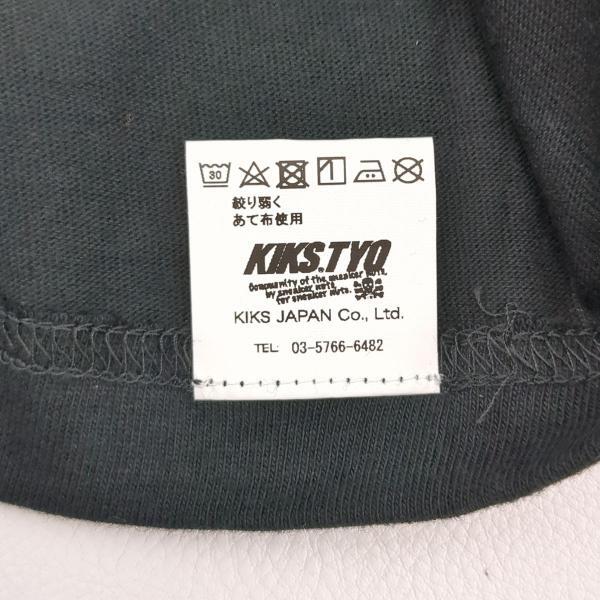 30
絞り弱く
あて布使用
KIKS.TYO
Community of the sneaker nuts,
by sneaker nuts,
for sneaker nuts.
KIKS JAPAN Co., Ltd.
TEL: 03-5766-6482